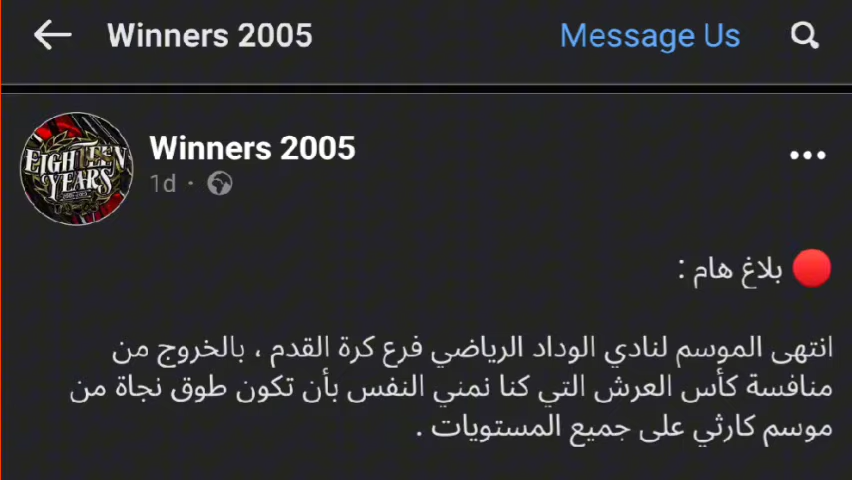 Winners 2005
Message Us
EIGHTEEN
YEARS
Winners 2005
1d ·
بلاغ هام :
انتهى الموسم لنادي الوداد الرياضي فرع كرة القدم ، بالخروج من
منافسة كأس العرش التي كنا نمني النفس بأن تكون طوق نجاة من
موسم كارثي على جميع المستويات .